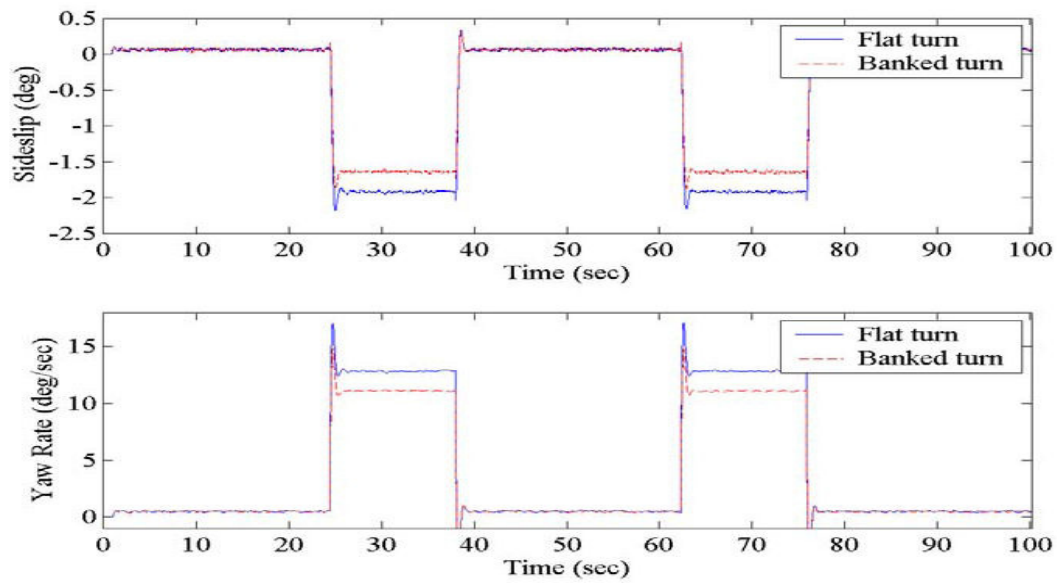 0.5
0
-0.5
-1
-1.5
-2
-2.5
Sideslip (deg)
Flat turn
Banked turn
0 10 20 30 40 50 60 70 80 90 100
Time (sec)
15
10
5
0
Yaw Rate (deg/sec)
Flat turn
Banked turn
0 10 20 30 40 50 60 70 80 90 100
Time (sec)